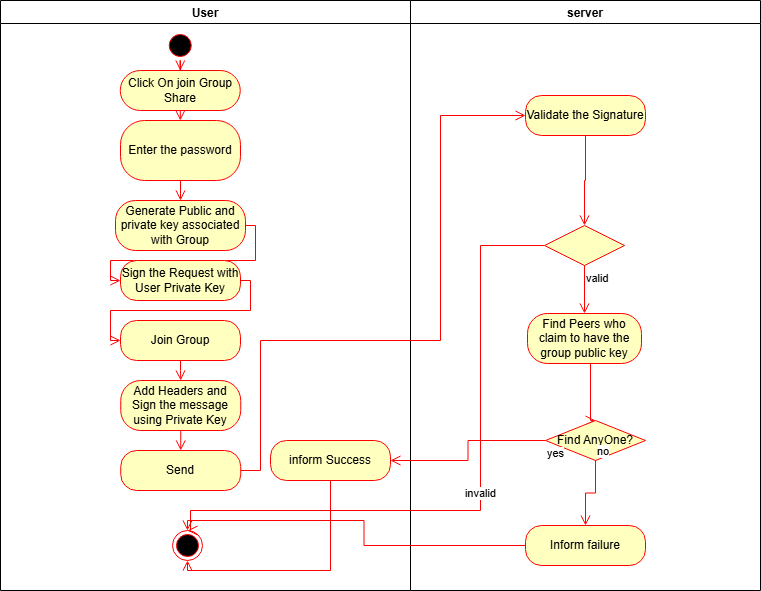 User
server
Click On join Group
Share
Enter the password
Generate Public and
private key associated
with Group
Sign the Request with
User Private Key
Join Group
Add Headers and
Sign the message
using Private Key
Send
inform Success
Validate the Signature
valid
Find Peers who
claim to have the
group public key
Find AnyOne?
yes
no
invalid
Inform failure